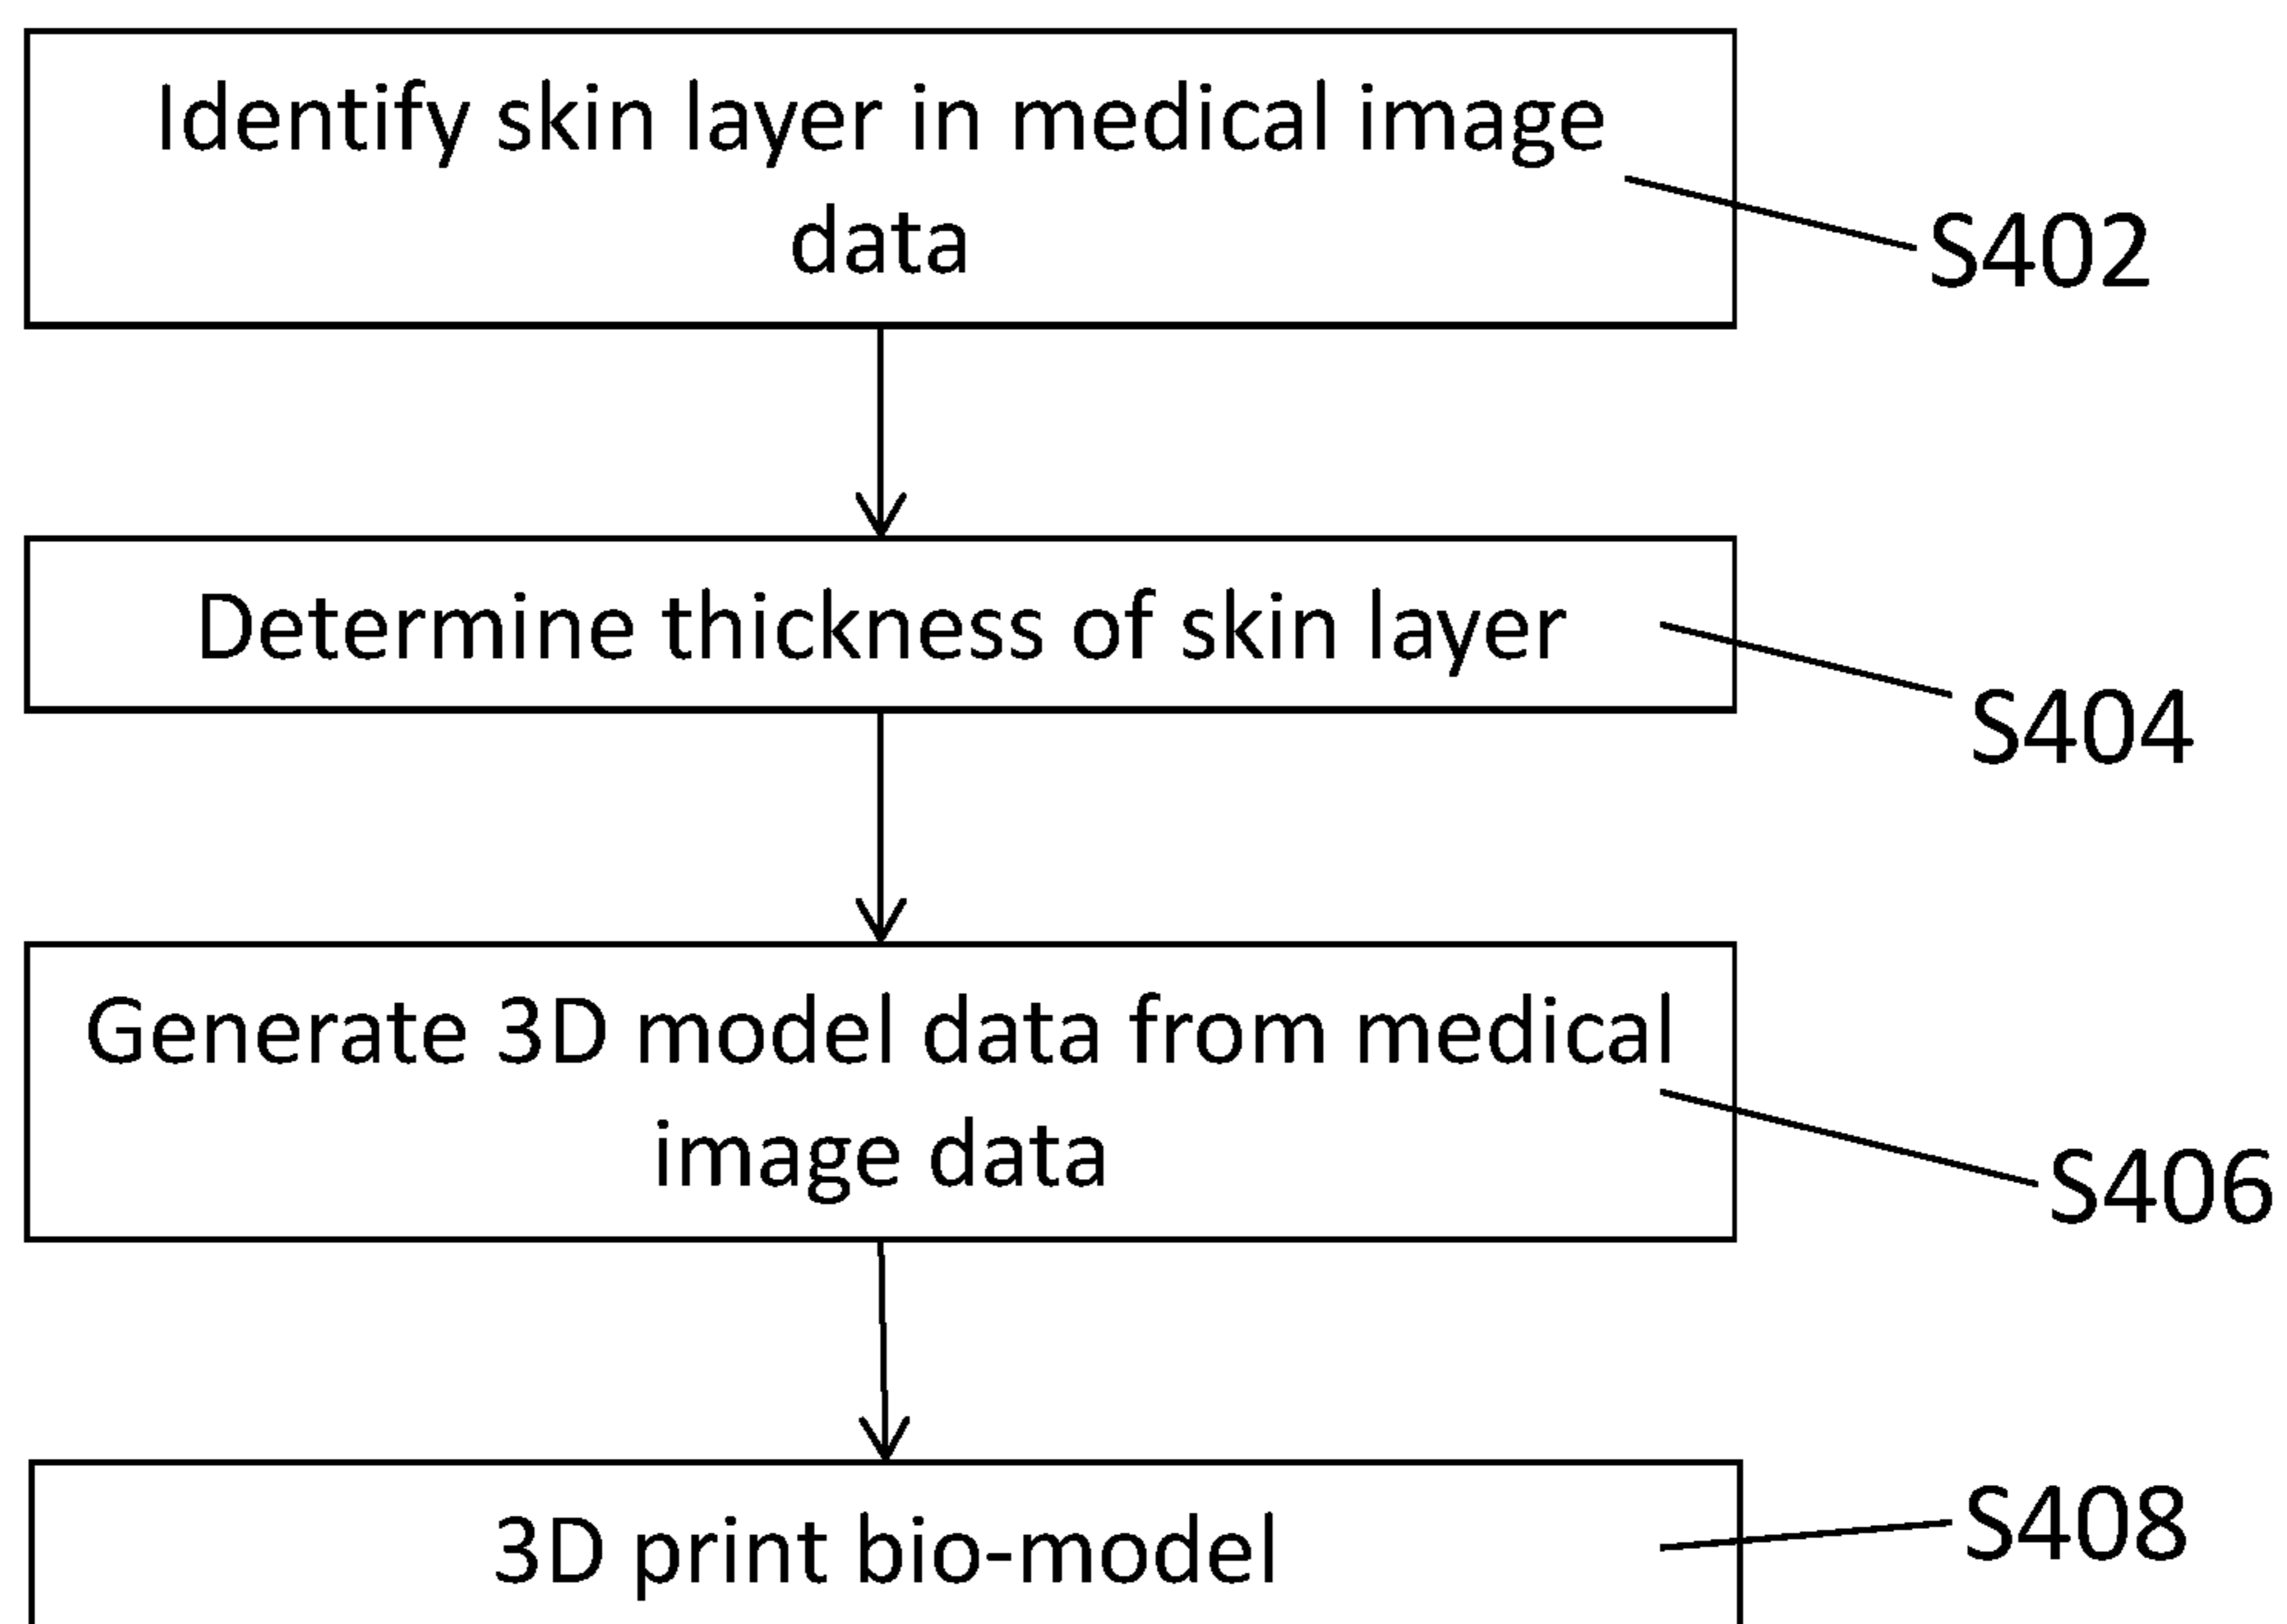 Identify skin layer in medical image
data
S402
Determine thickness of skin layer
S404
Generate 3D model data from medical
image data
S406
3D print bio-model
S408